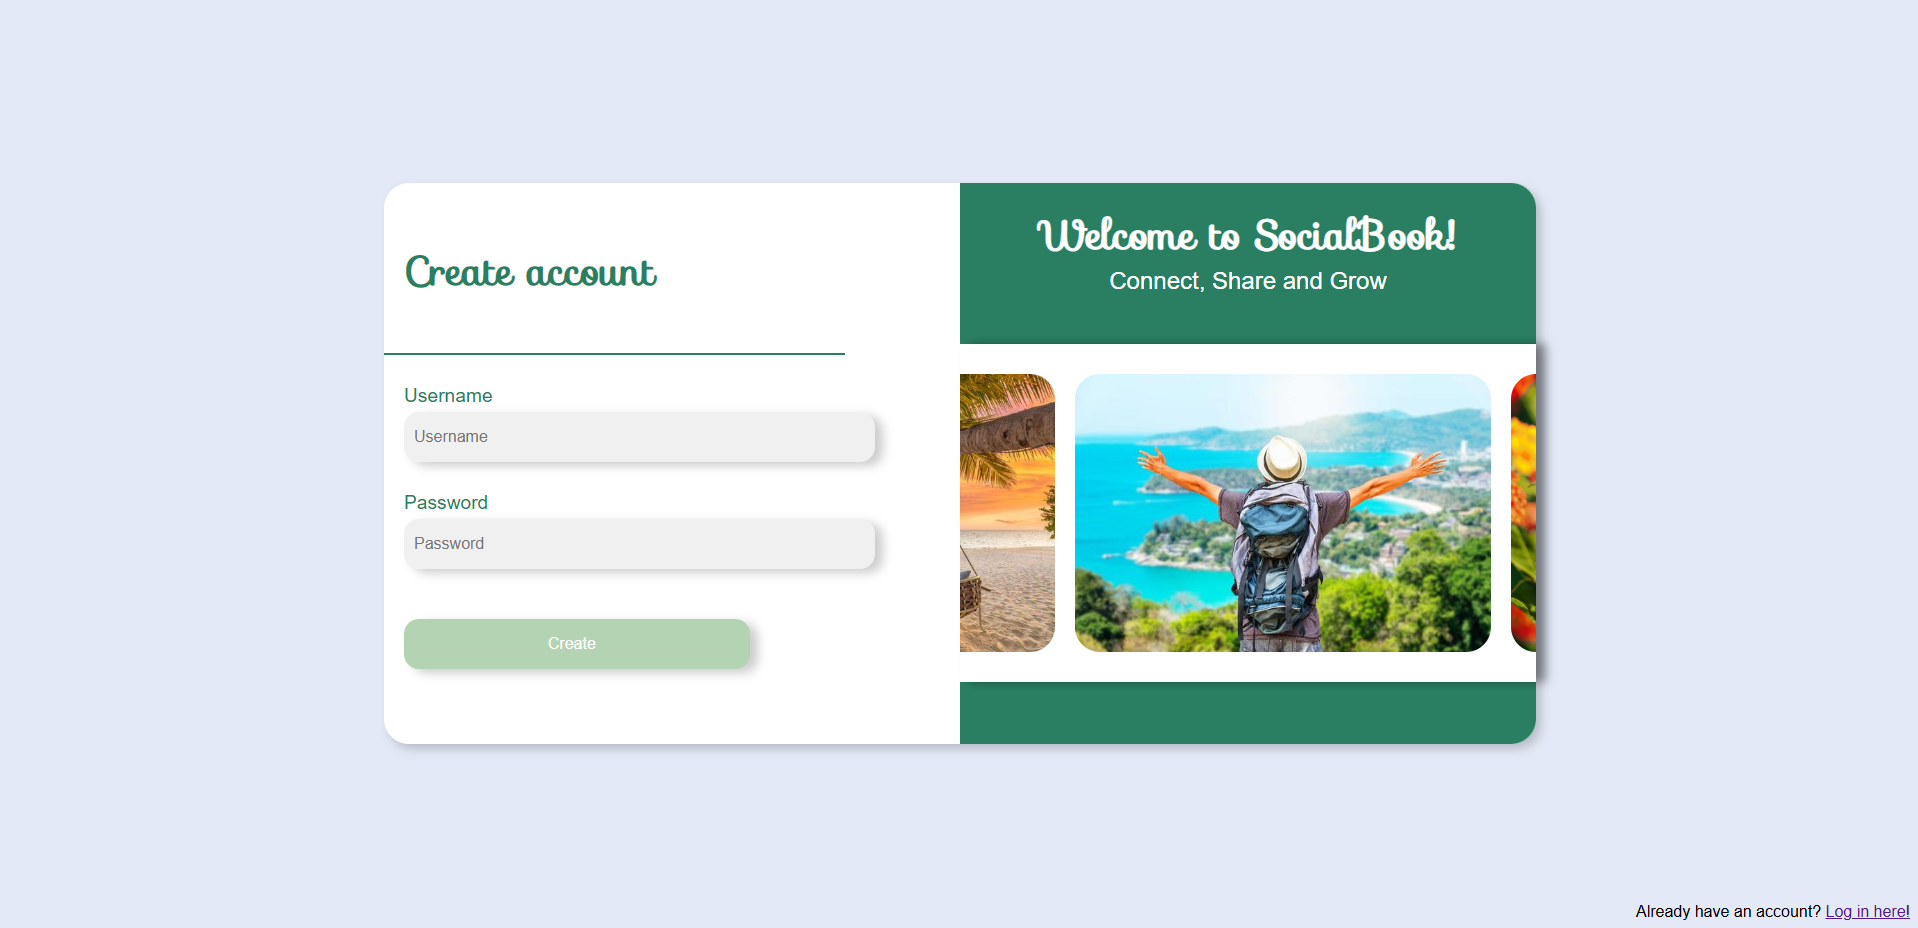 Create account
Username
Username
Password
Password
Create
Welcome to SocialBook!
Connect, Share and Grow
Already have an account? Log in here!